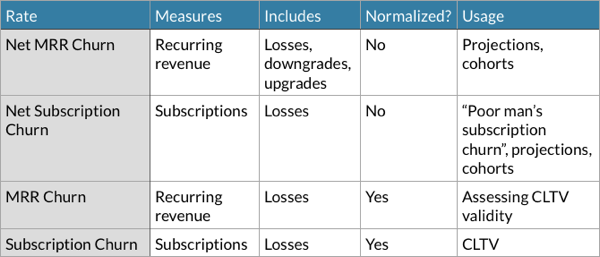 Rate Measures Includes Normalized? Usage
Net MRR Churn Recurring Losses, No Projections,
revenue downgrades, cohorts
upgrades
Net Subscription Subscriptions Losses No “Poor man’s
Churn subscription
churn”, projections,
cohorts
MRR Churn Recurring Losses Yes Assessing CLTV
revenue validity
Subscription Churn Subscriptions Losses Yes CLTV